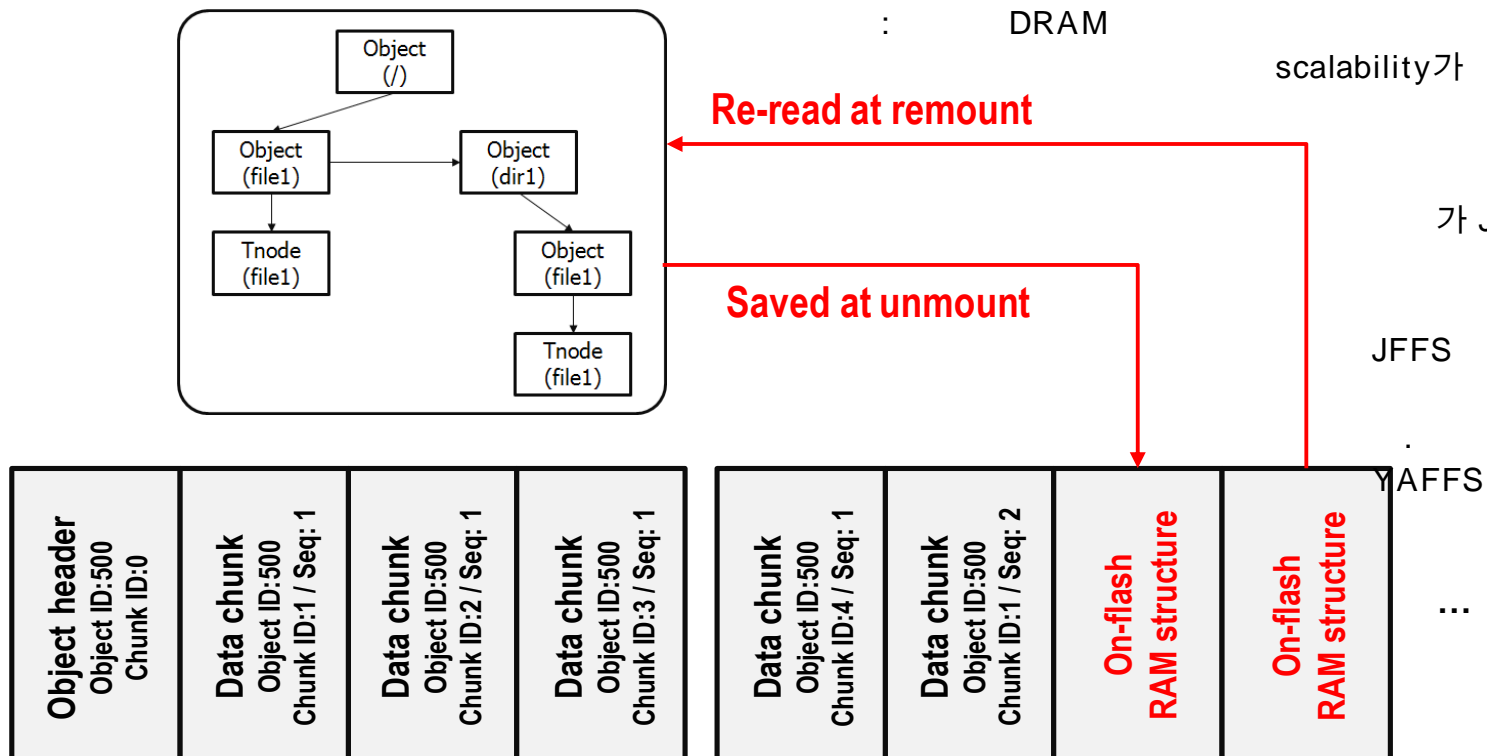 : DRAM
scalability가
가 J
JFFS
.
YAFFS
Object
(/)
Object
(file1)
Object
(dir1)
Tnode
(file1)
Object
(file1)
Tnode
(file1)
Re-read at remount
Saved at unmount
Object header
Object ID:500
Chunk ID:0
Data chunk
Object ID:500
Chunk ID:1 / Seq: 1
Data chunk
Object ID:500
Chunk ID:2 / Seq: 1
Data chunk
Object ID:500
Chunk ID:3 / Seq: 1
Data chunk
Object ID:500
Chunk ID:4 / Seq: 1
Data chunk
Object ID:500
Chunk ID:1 / Seq: 2
On-flash
RAM structure
On-flash
RAM structure
...